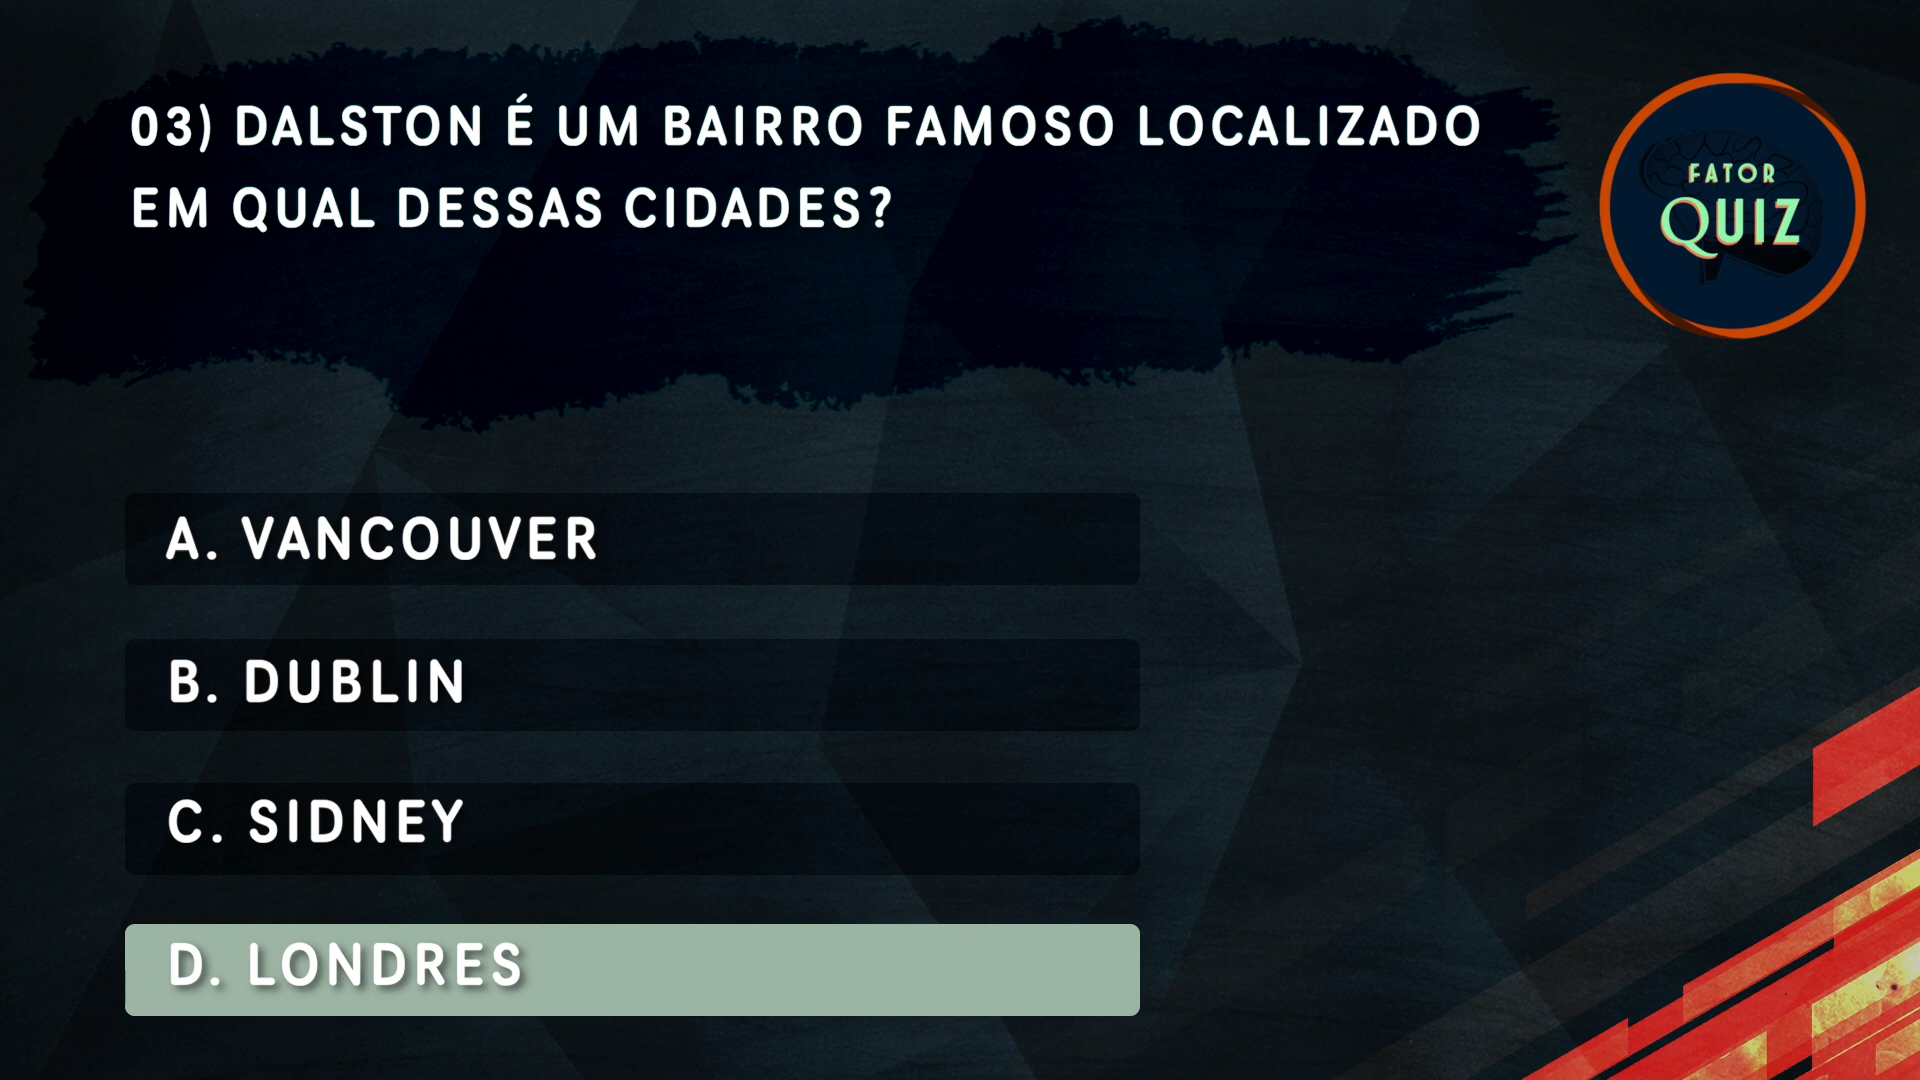 03) DALSTON É UM BAIRRO FAMOSO LOCALIZADO
EM QUAL DESSAS CIDADES?
FATOR
QUIZ
A. VANCOUVER
B. DUBLIN
C. SIDNEY
D. LONDRES